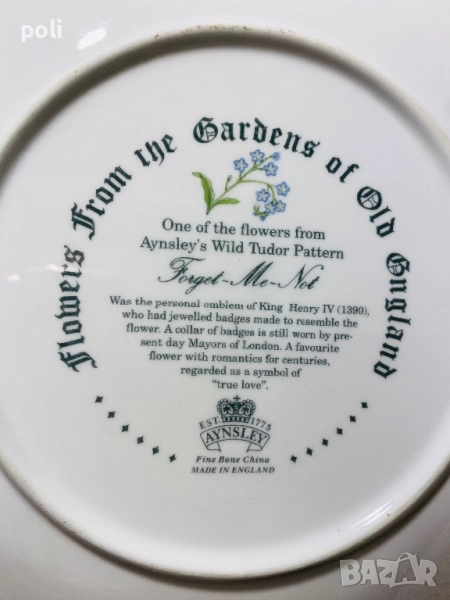 poli
Flowers From the Gardens of Old England
One of the flowers from
Aynsley's Wild Tudor Pattern
Forget-Me-Not
Was the personal emblem of King Henry IV (1390),
who had jewelled badges made to resemble the
flower. A collar of badges is still worn by pre-
sent day Mayors of London. A favourite
flower with romantics for centuries,
regarded as a symbol of
"true love".
EST. 1775
AYNSLEY
Fine Bone China
MADE IN ENGLAND
BAZAR